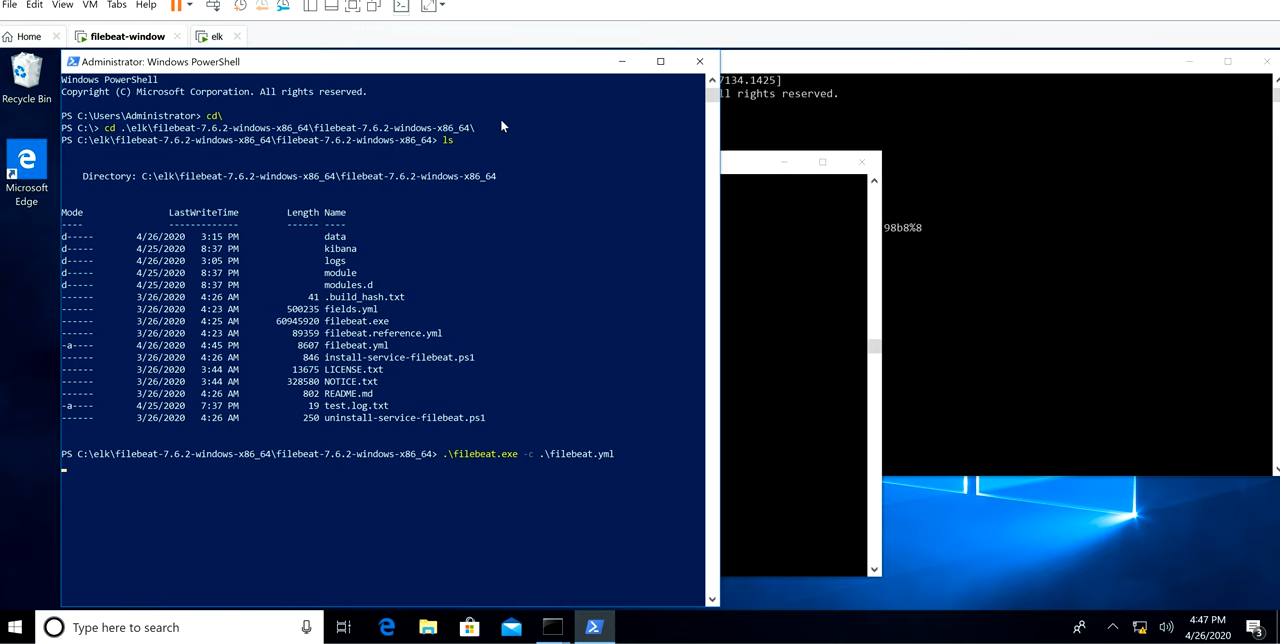 File Edit View VM Tabs Help
Home filebeat-window elk
Recycle Bin
Microsoft Edge
Administrator: Windows PowerShell
Windows PowerShell
Copyright (C) Microsoft Corporation. All rights reserved.
PS C:\Users\Administrator> cd\
PS C:\> cd .\elk\filebeat-7.6.2-windows-x86_64\filebeat-7.6.2-windows-x86_64\
PS C:\elk\filebeat-7.6.2-windows-x86_64\filebeat-7.6.2-windows-x86_64> ls
Directory: C:\elk\filebeat-7.6.2-windows-x86_64\filebeat-7.6.2-windows-x86_64
Mode LastWriteTime Length Name
---- ------------- ------ ----
d----- 4/26/2020 3:15 PM data
d----- 4/25/2020 8:37 PM kibana
d----- 4/26/2020 3:05 PM logs
d----- 4/25/2020 8:37 PM module
d----- 4/25/2020 8:37 PM modules.d
------ 3/26/2020 4:26 AM 41 .build_hash.txt
------ 3/26/2020 4:23 AM 500235 fields.yml
------ 3/26/2020 4:25 AM 60945920 filebeat.exe
------ 3/26/2020 4:23 AM 89359 filebeat.reference.yml
-a---- 4/26/2020 4:45 PM 8607 filebeat.yml
------ 3/26/2020 4:26 AM 846 install-service-filebeat.ps1
------ 3/26/2020 3:44 AM 13675 LICENSE.txt
------ 3/26/2020 3:44 AM 328580 NOTICE.txt
------ 3/26/2020 4:26 AM 802 README.md
-a---- 4/25/2020 7:37 PM 19 test.log.txt
------ 3/26/2020 4:26 AM 250 uninstall-service-filebeat.ps1
PS C:\elk\filebeat-7.6.2-windows-x86_64\filebeat-7.6.2-windows-x86_64> .\filebeat.exe -c .\filebeat.yml
7134.1425]
ll rights reserved.
98b8%8
Type here to search
4:47 PM
4/26/2020
3